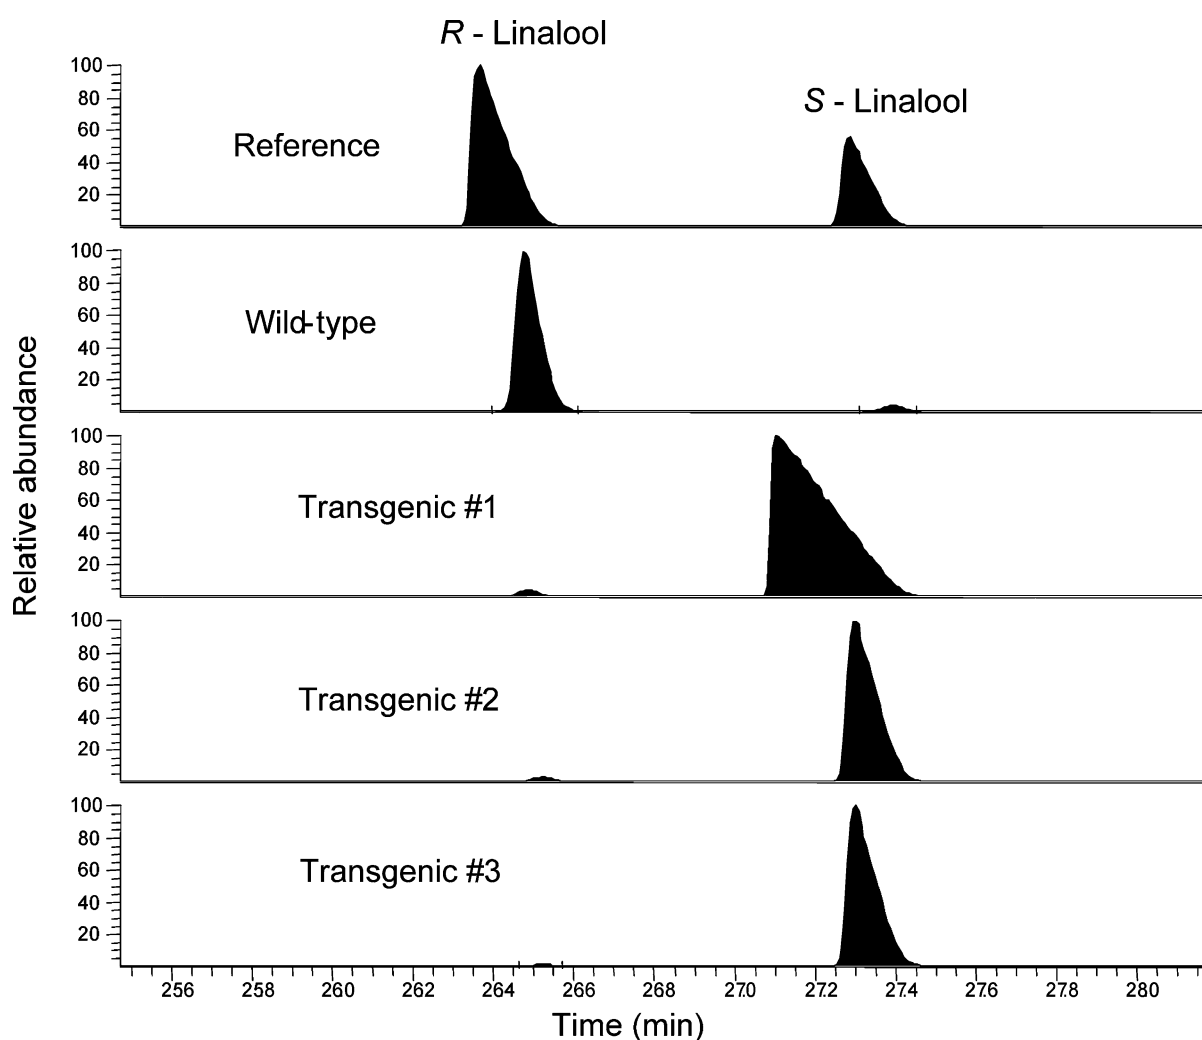 R - Linalool
S - Linalool
100
80
60
40
20
Reference
100
80
60
40
20
Wild-type
100
80
60
40
20
Transgenic #1
100
80
60
40
20
Transgenic #2
100
80
60
40
20
Transgenic #3
Relative abundance
256 258 260 262 264 266 268 27.0 27.2 27.4 27.6 27.8 280
Time (min)